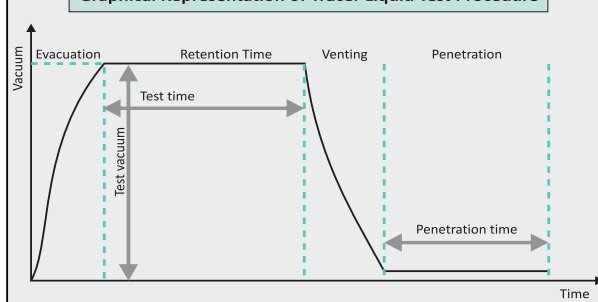 Graphical Representation of Tracer Liquid Test Procedure
Evacuation Retention Time Venting Penetration
Vacuum
Test time
Test vacuum
Penetration time
Time